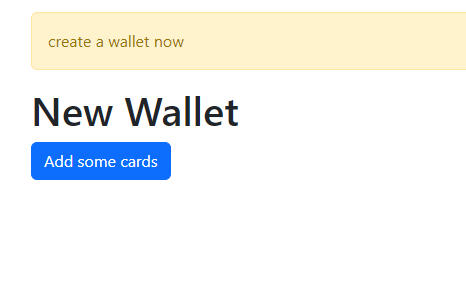 create a wallet now
New Wallet
Add some cards